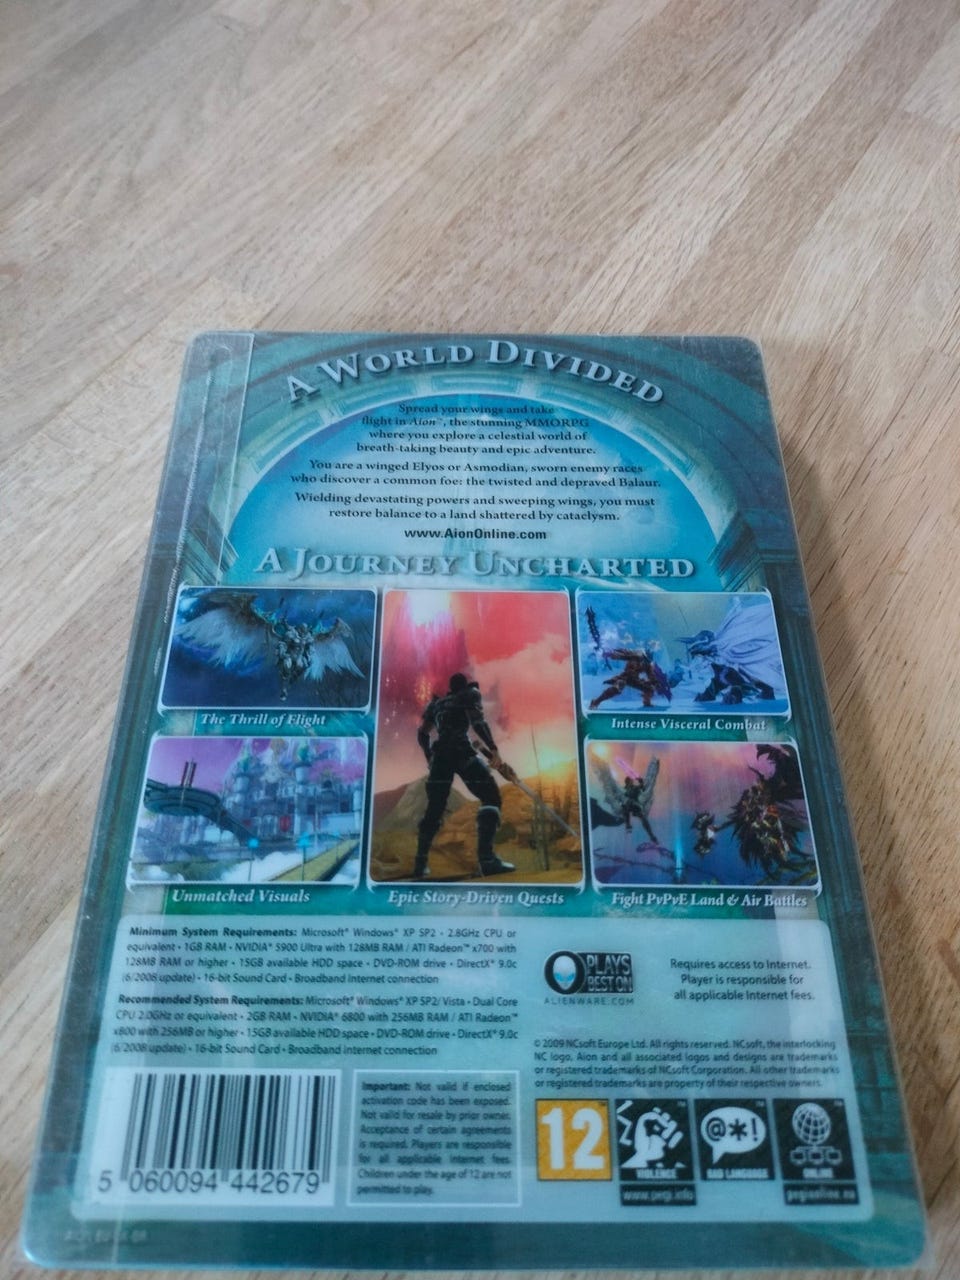 A World Divided
Spread your wings and take
flight in Aion™, the stunning MMORPG
where you explore a celestial world of
breath-taking beauty and epic adventure.
You are a winged Elyos or Asmodian, sworn enemy races
who discover a common foe: the twisted and depraved Balaur.
Wielding devastating powers and sweeping wings, you must
restore balance to a land shattered by cataclysm.
www.AionOnline.com
A Journey Uncharted
The Thrill of Flight
Intense Visceral Combat
Unmatched Visuals
Epic Story-Driven Quests
Fight PvPvE Land & Air Battles
Minimum System Requirements: Microsoft® Windows® XP SP2 • 2.8GHz CPU or
equivalent • 1GB RAM • NVIDIA® 5900 Ultra with 128MB RAM / ATI Radeon™ x700 with
128MB RAM or higher • 15GB available HDD space • DVD-ROM drive • DirectX® 9.0c
(6/2008 update) • 16-bit Sound Card • Broadband internet connection
Recommended System Requirements: Microsoft® Windows® XP SP2/ Vista • Dual Core
CPU 2.0GHz or equivalent • 2GB RAM • NVIDIA® 6800 with 256MB RAM / ATI Radeon™
x800 with 256MB or higher • 15GB available HDD space • DVD-ROM drive • DirectX® 9.0c
(6/2008 update) • 16-bit Sound Card • Broadband internet connection
PLAYS
BEST ON
ALIENWARE.COM
Requires access to Internet.
Player is responsible for
all applicable Internet fees.
© 2009 NCsoft Europe Ltd. All rights reserved. NCsoft, the interlocking
NC logo, Aion and all associated logos and designs are trademarks
or registered trademarks of NCsoft Corporation. All other trademarks
or registered trademarks are property of their respective owners.
5 060094 442679
Important: Not valid if enclosed
activation code has been exposed.
Not valid for resale by prior owner.
Acceptance of certain agreements
is required. Players are responsible
for all applicable Internet fees.
Children under the age of 12 are not
permitted to play.
12
VIOLENCE
@*!
BAD LANGUAGE
ONLINE
www.pegi.info
pegionline.eu